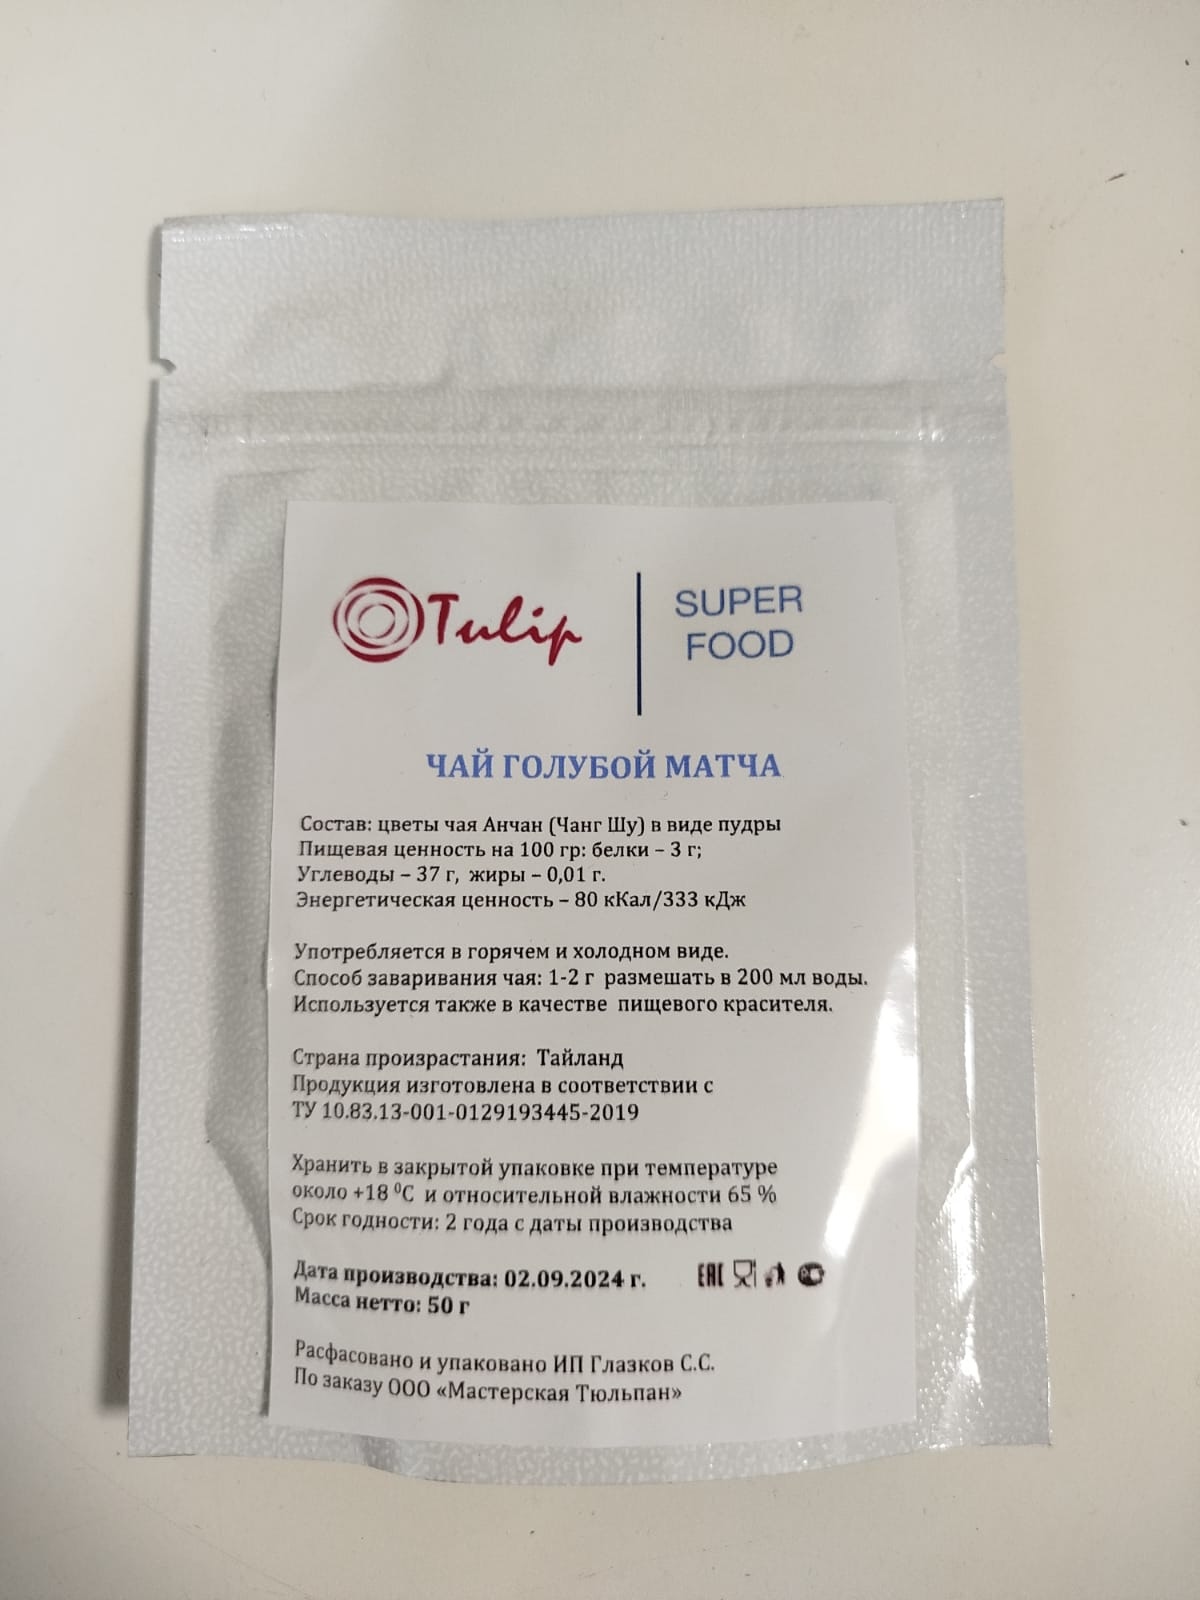 Tulip
SUPER
FOOD
ЧАЙ ГОЛУБОЙ МАТЧА
Состав: цветы чая Анчан (Чанг Шу) в виде пудры
Пищевая ценность на 100 гр: белки – 3 г;
Углеводы – 37 г, жиры – 0,01 г.
Энергетическая ценность – 80 кКал/333 кДж
Употребляется в горячем и холодном виде.
Способ заваривания чая: 1-2 г размешать в 200 мл воды.
Используется также в качестве пищевого красителя.
Страна произрастания: Тайланд
Продукция изготовлена в соответствии с
ТУ 10.83.13-001-0129193445-2019
Хранить в закрытой упаковке при температуре
около +18 ⁰С и относительной влажности 65 %
Срок годности: 2 года с даты производства
Дата производства: 02.09.2024 г. EAC
Масса нетто: 50 г
Расфасовано и упаковано ИП Глазков С.С.
По заказу ООО «Мастерская Тюльпан»